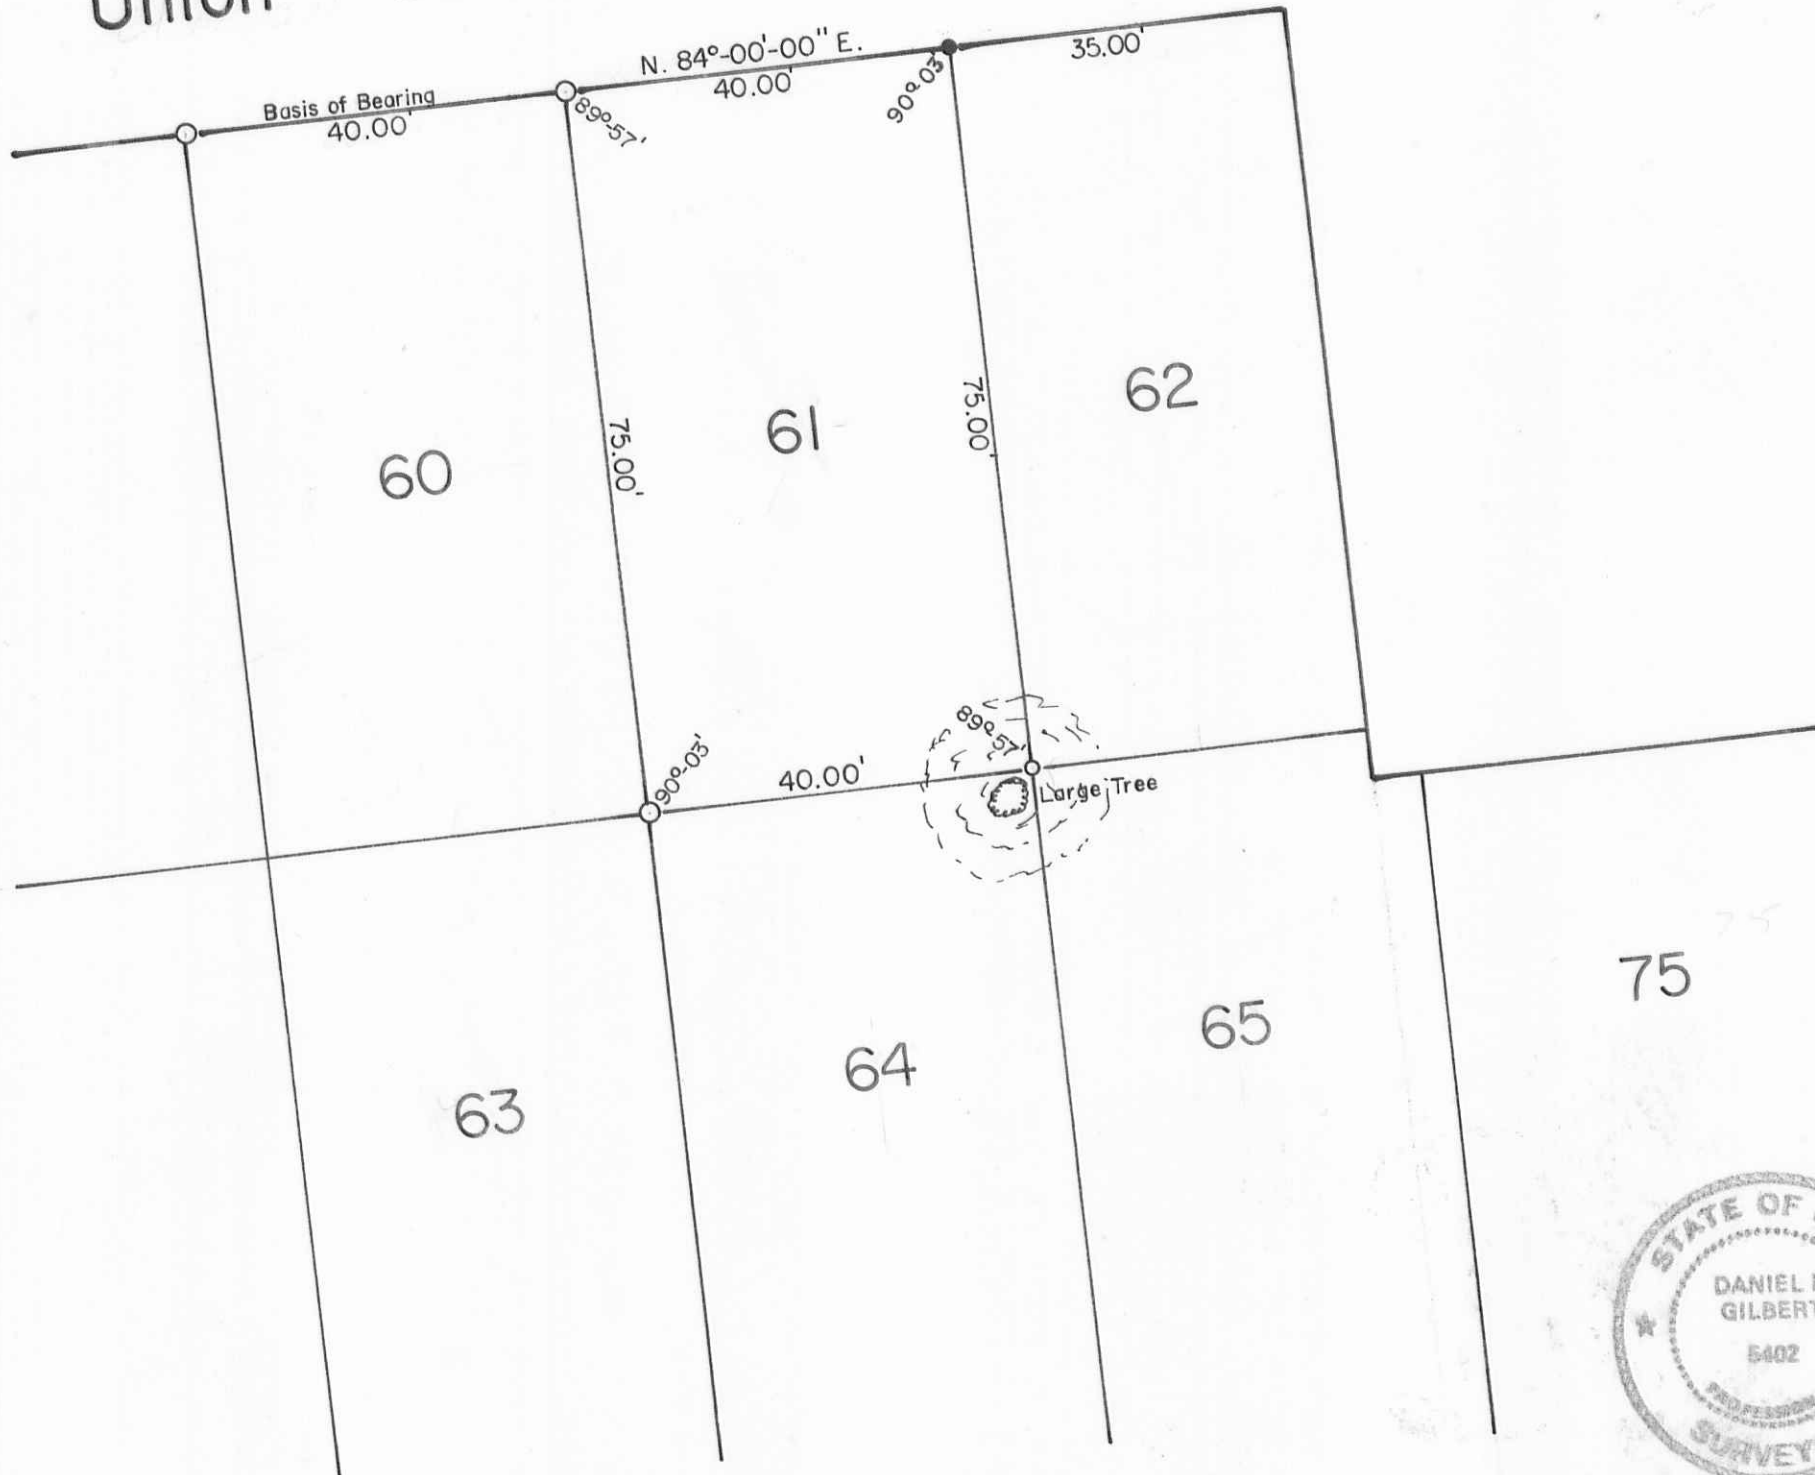 Union
N. 84°-00'-00" E.
Basis of Bearing
40.00'
40.00'
35.00'
89°-57'
90°-03'
75.00'
75.00'
60
61
62
89°-57'
90°-03'
40.00'
Large Tree
63
64
65
75
STATE OF
DANIEL
GILBERT
5402